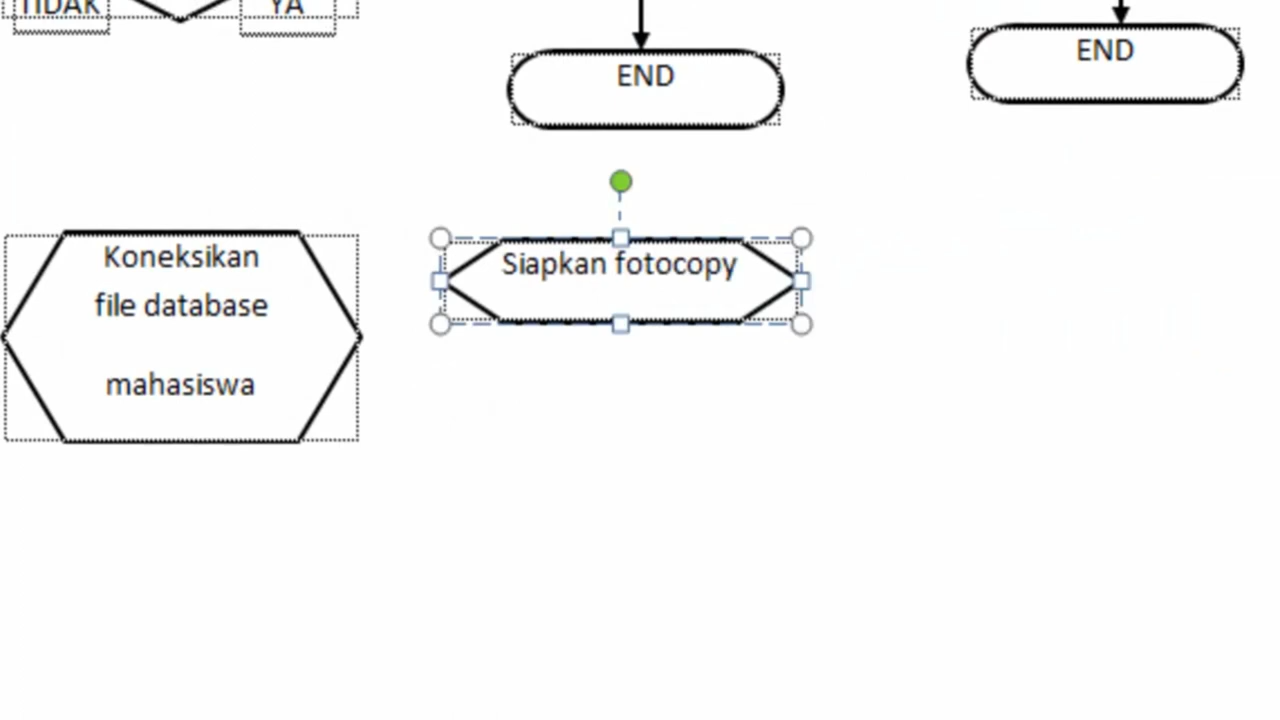 TIDAK
YA
END
END
Koneksikan
file database
mahasiswa
Siapkan fotocopy